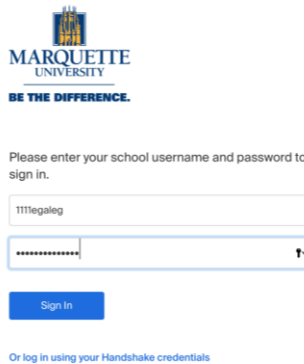 MARQUETTE
UNIVERSITY
BE THE DIFFERENCE.
Please enter your school username and password to
sign in.
1111egaleg
••••••••••••••
Sign In
Or log in using your Handshake credentials